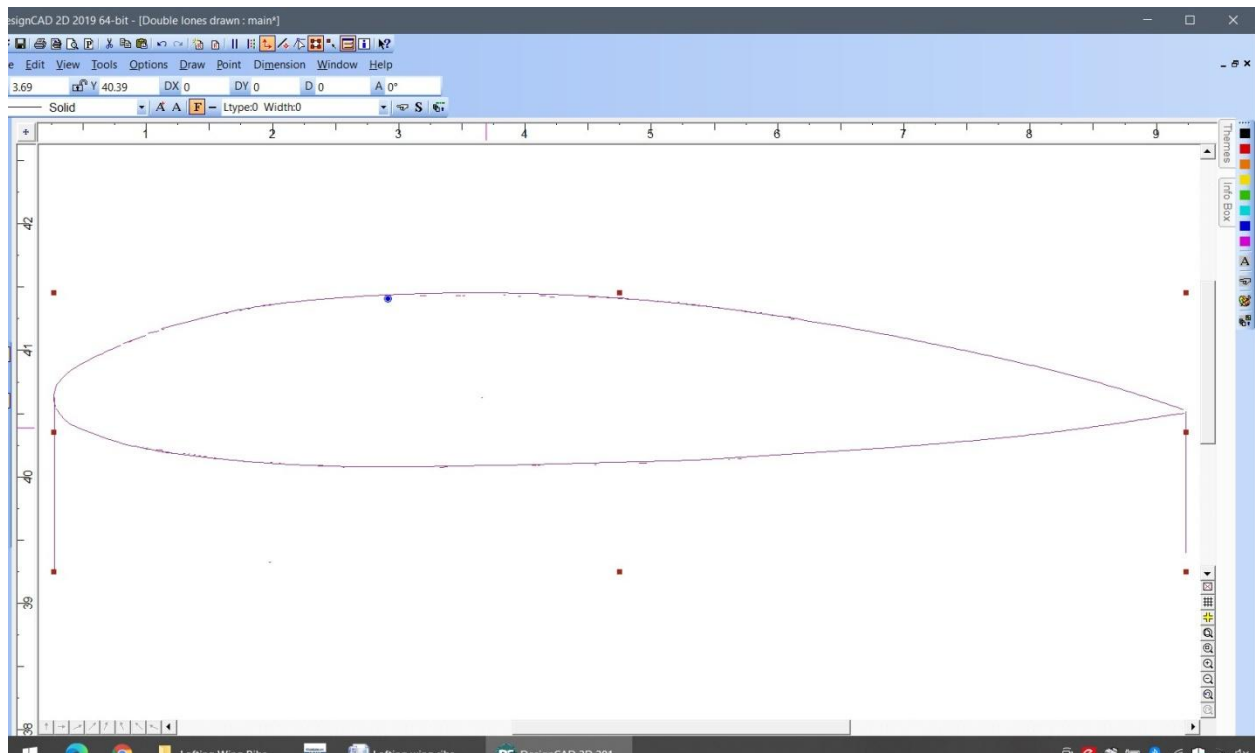 esignCAD 2D 2019 64-bit - [Double lones drawn : main*]
e Edit View Tools Options Draw Point Dimension Window Help
3.69 Y 40.39 DX 0 DY 0 D 0 A 0°
Solid A A F Ltype:0 Width:0 S
1 2 3 4 5 6 7 8 9
Themes
Info Box
42
41
40
39
38
A
Lofting Wing Ribs
Lofting wing ribs
DesignCAD 2D 201